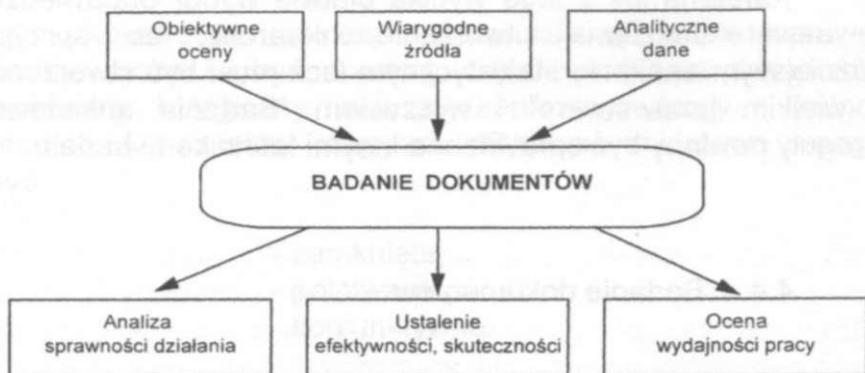 Obiektywne
oceny
Wiarygodne
źródła
Analityczne
dane
BADANIE DOKUMENTÓW
Analiza
sprawności działania
Ustalenie
efektywności, skuteczności
Ocena
wydajności pracy